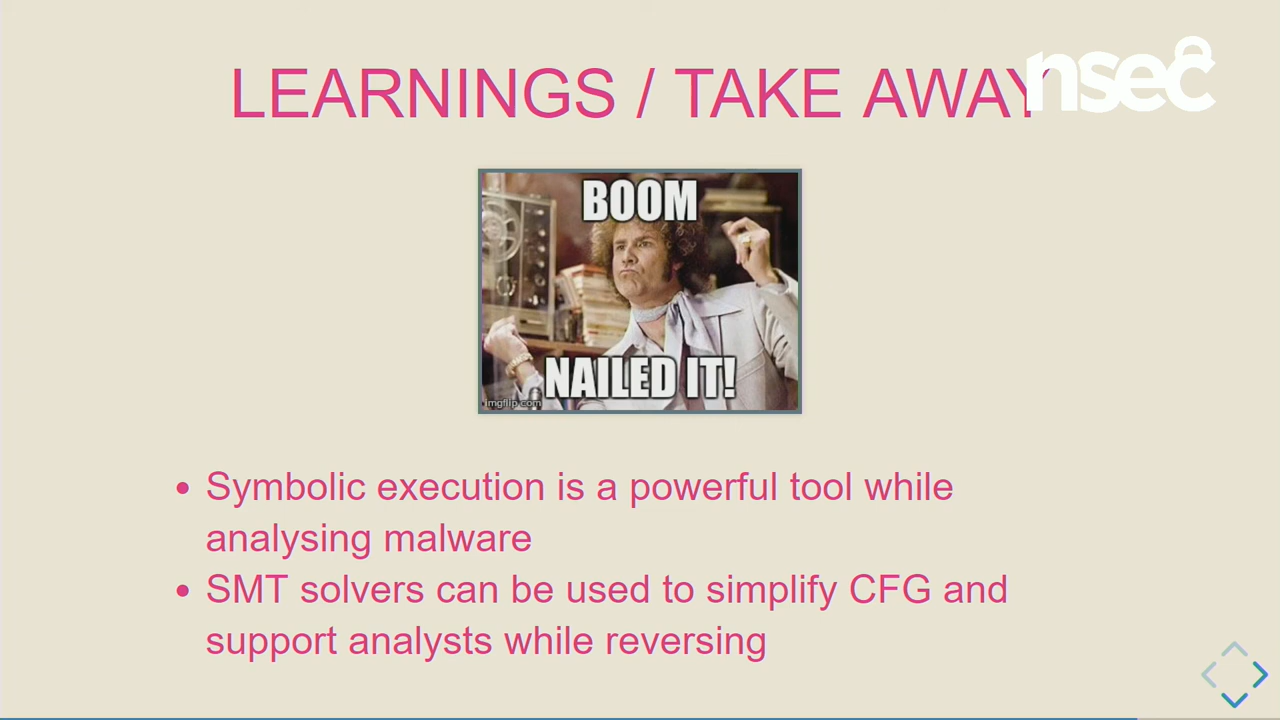 LEARNINGS / TAKE AWAY
nsec
BOOM
NAILED IT!
imgflip.com
• Symbolic execution is a powerful tool while
analysing malware
• SMT solvers can be used to simplify CFG and
support analysts while reversing